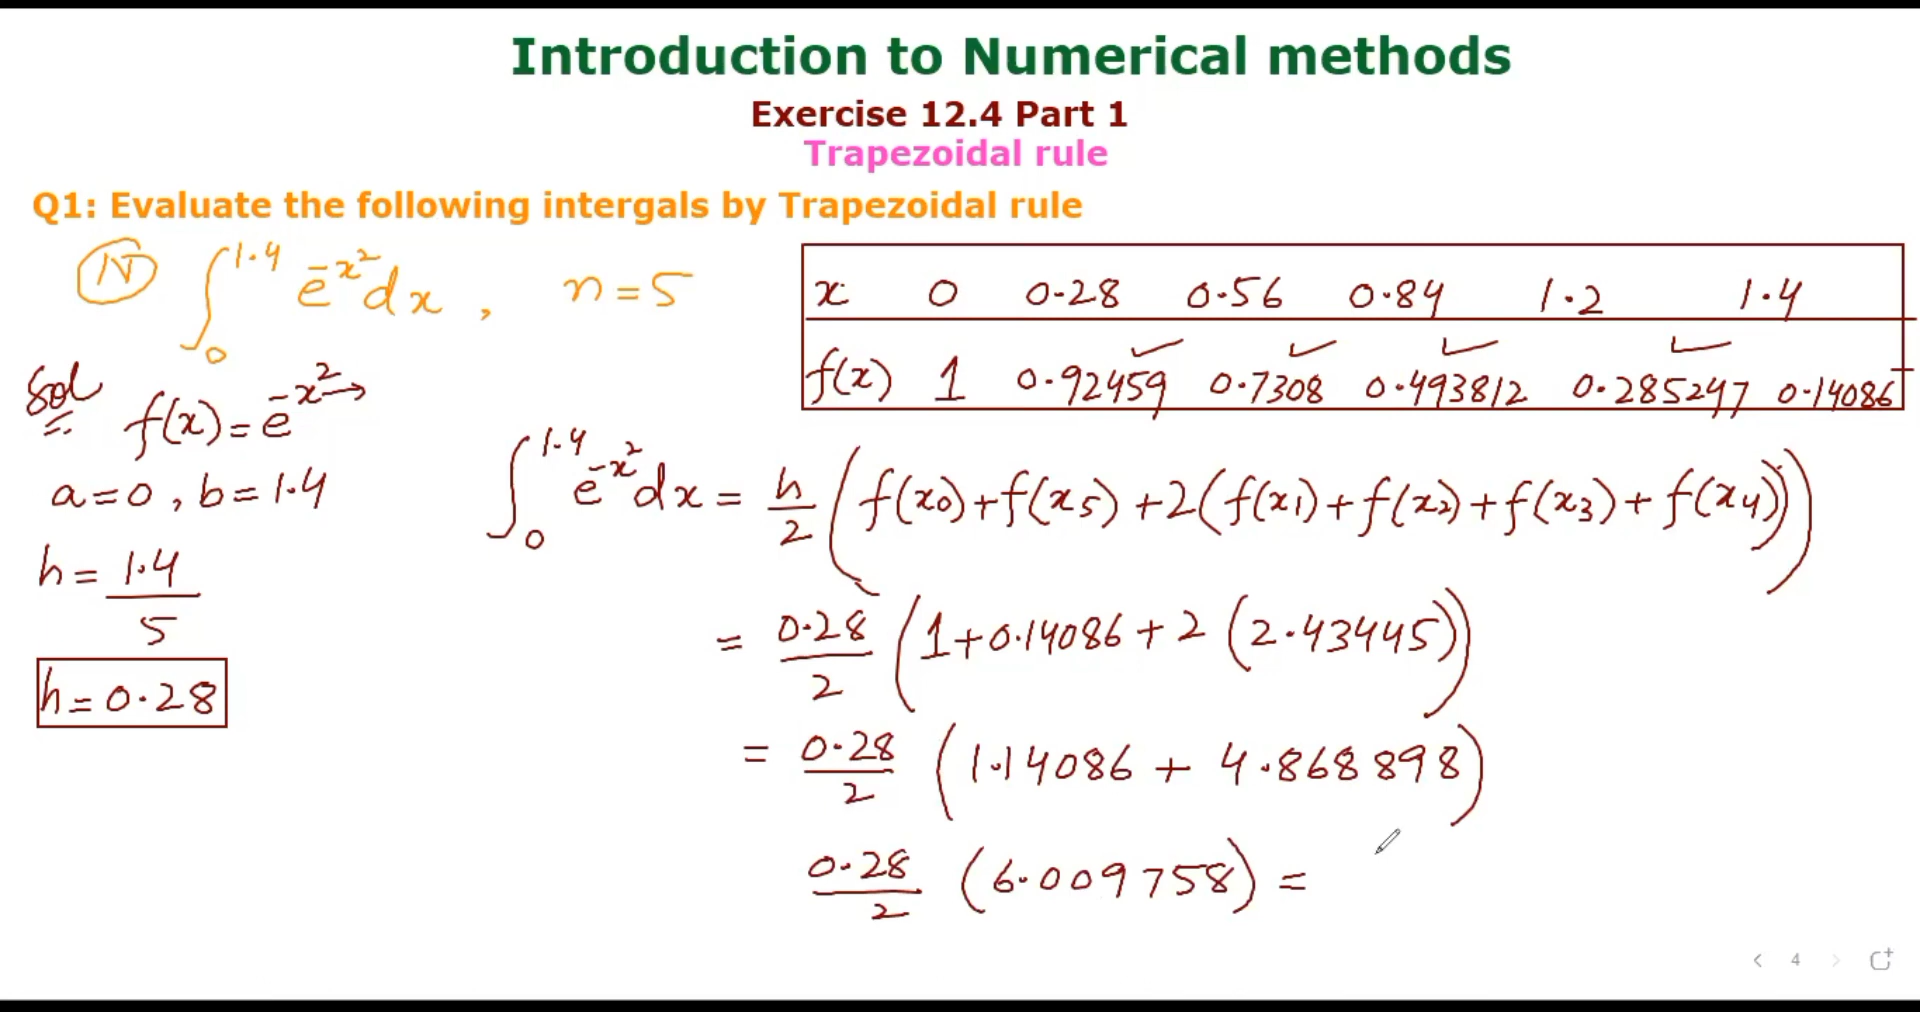 Introduction to Numerical methods
Exercise 12.4 Part 1
Trapezoidal rule
Q1: Evaluate the following intergals by Trapezoidal rule
∫₀^1.4 e^-x² dx , n = 5
x 0 0.28 0.56 0.84 1.2 1.4
f(x) 1 0.92459 0.7308 0.493812 0.285247 0.14086
Sol
f(x) = e^-x²
a = 0 , b = 1.4
h = 1.4/5
h = 0.28
∫₀^1.4 e^-x² dx = h/2 (f(x0) + f(x5) + 2(f(x1) + f(x2) + f(x3) + f(x4)))
= 0.28/2 (1 + 0.14086 + 2 (2.43445))
= 0.28/2 (1.14086 + 4.868898)
0.28/2 (6.009758) =
4